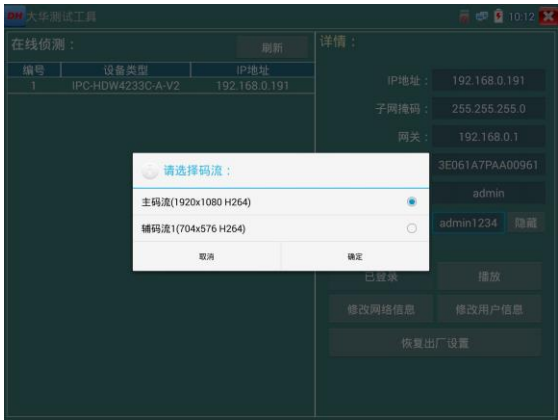 DH 大华测试工具
10:12
在线侦测：
刷新
详情：
编号 设备类型 IP地址
1 IPC-HDW4233C-A-V2 192.168.0.191
IP地址： 192.168.0.191
子网掩码： 255.255.255.0
网关： 192.168.0.1
3E061A7PAA00961
admin
admin1234 隐藏
请选择码流：
主码流(1920x1080 H264)
辅码流1(704x576 H264)
取消 确定
已登录 播放
修改网络信息 修改用户信息
恢复出厂设置